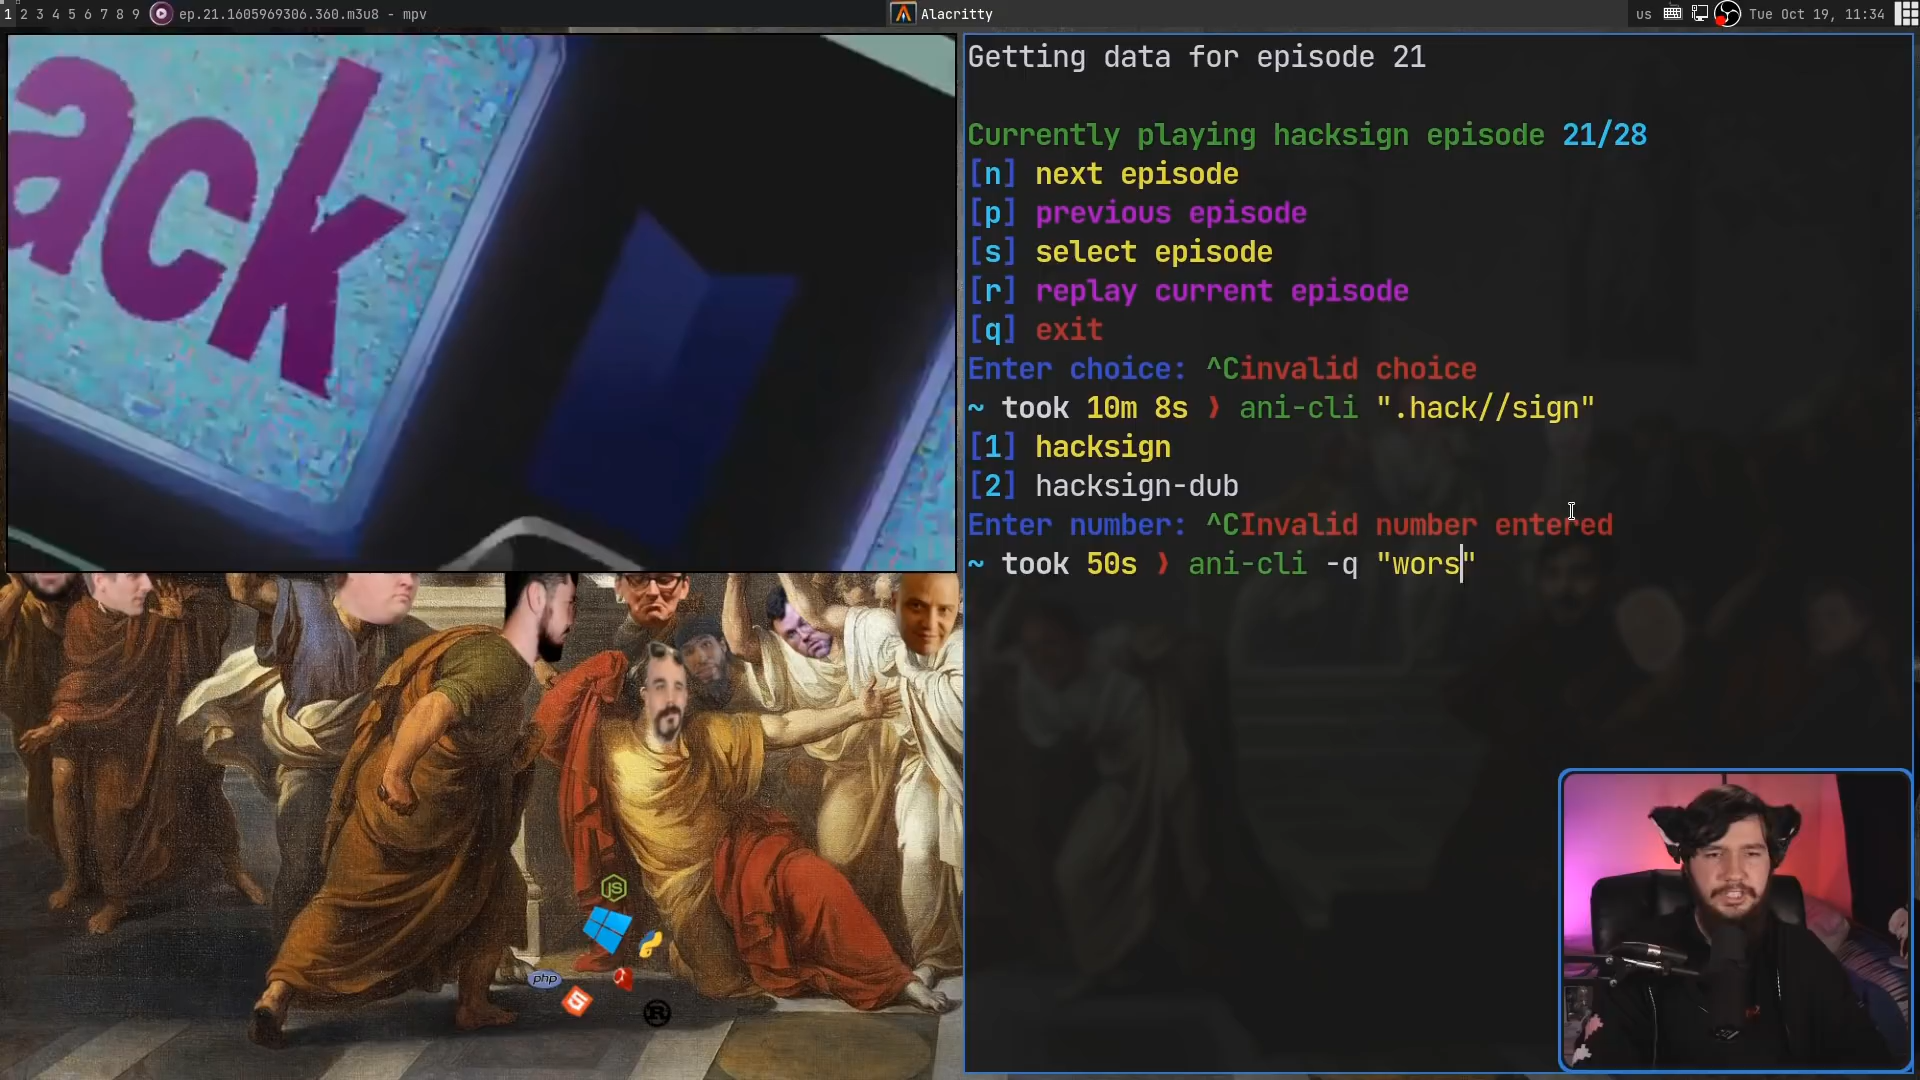 1 2 3 4 5 6 7 8 9 ep.21.1605969306.360.m3u8 - mpv
Alacritty
us Tue Oct 19, 11:34
ack
Getting data for episode 21
Currently playing hacksign episode 21/28
[n] next episode
[p] previous episode
[s] select episode
[r] replay current episode
[q] exit
Enter choice: ^Cinvalid choice
~ took 10m 8s ❯ ani-cli ".hack//sign"
[1] hacksign
[2] hacksign-dub
Enter number: ^CInvalid number entered
~ took 50s ❯ ani-cli -q "wors"
JS
php
5
R